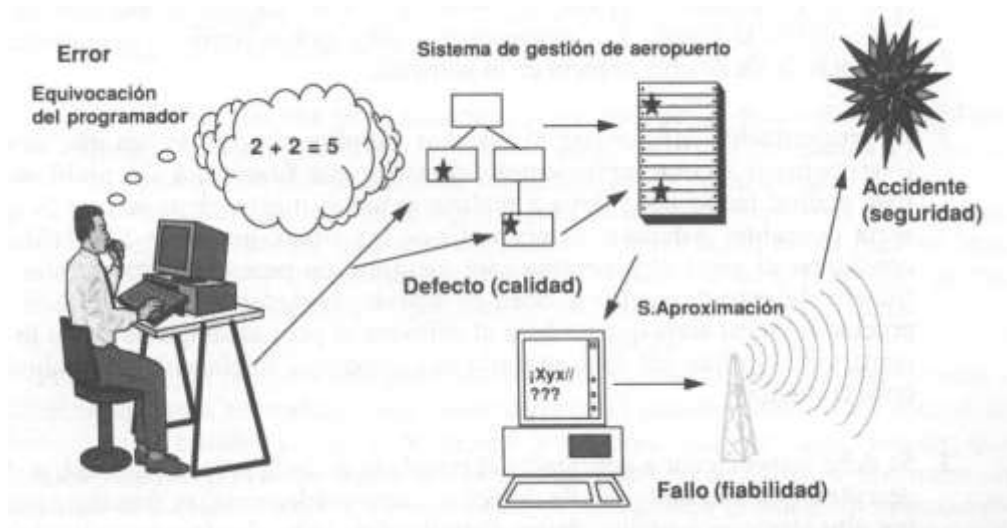 Error
Sistema de gestión de aeropuerto
Equivocación
del programador
2 + 2 = 5
Accidente
(seguridad)
Defecto (calidad)
S.Aproximación
¡Xyx//
???
Fallo (fiabilidad)